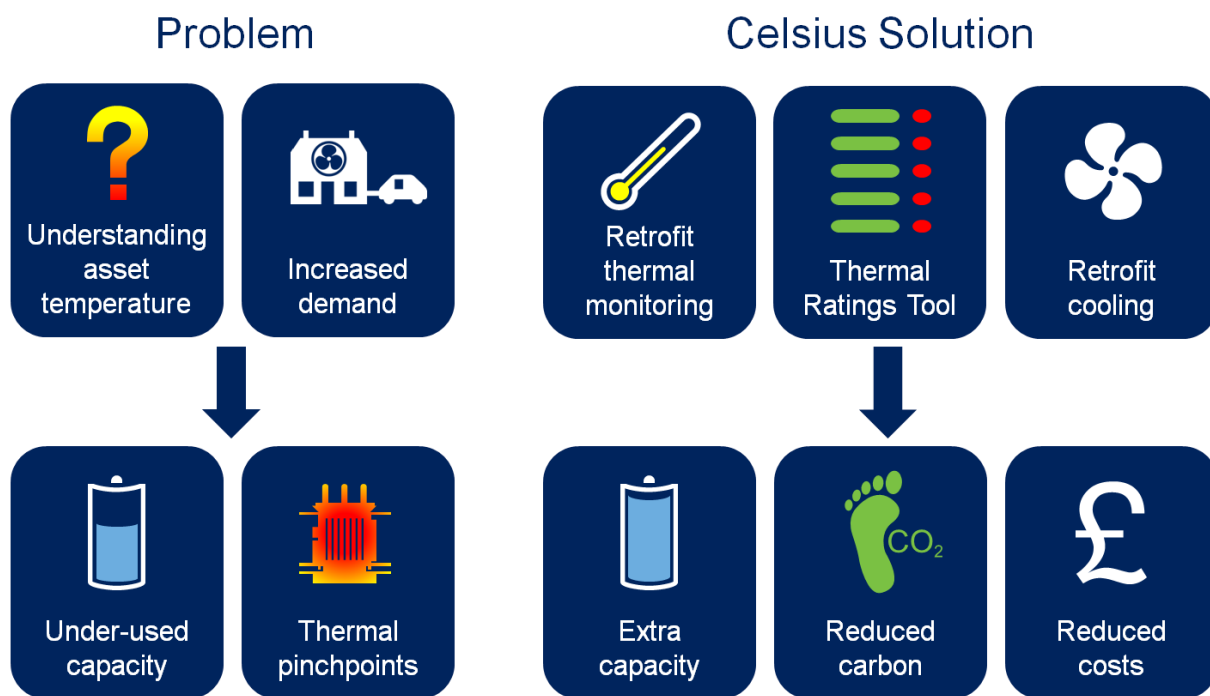 Problem
Celsius Solution
Understanding
asset
temperature
Increased
demand
Retrofit
thermal
monitoring
Thermal
Ratings Tool
Retrofit
cooling
Under-used
capacity
Thermal
pinchpoints
Extra
capacity
CO₂
Reduced
carbon
£
Reduced
costs